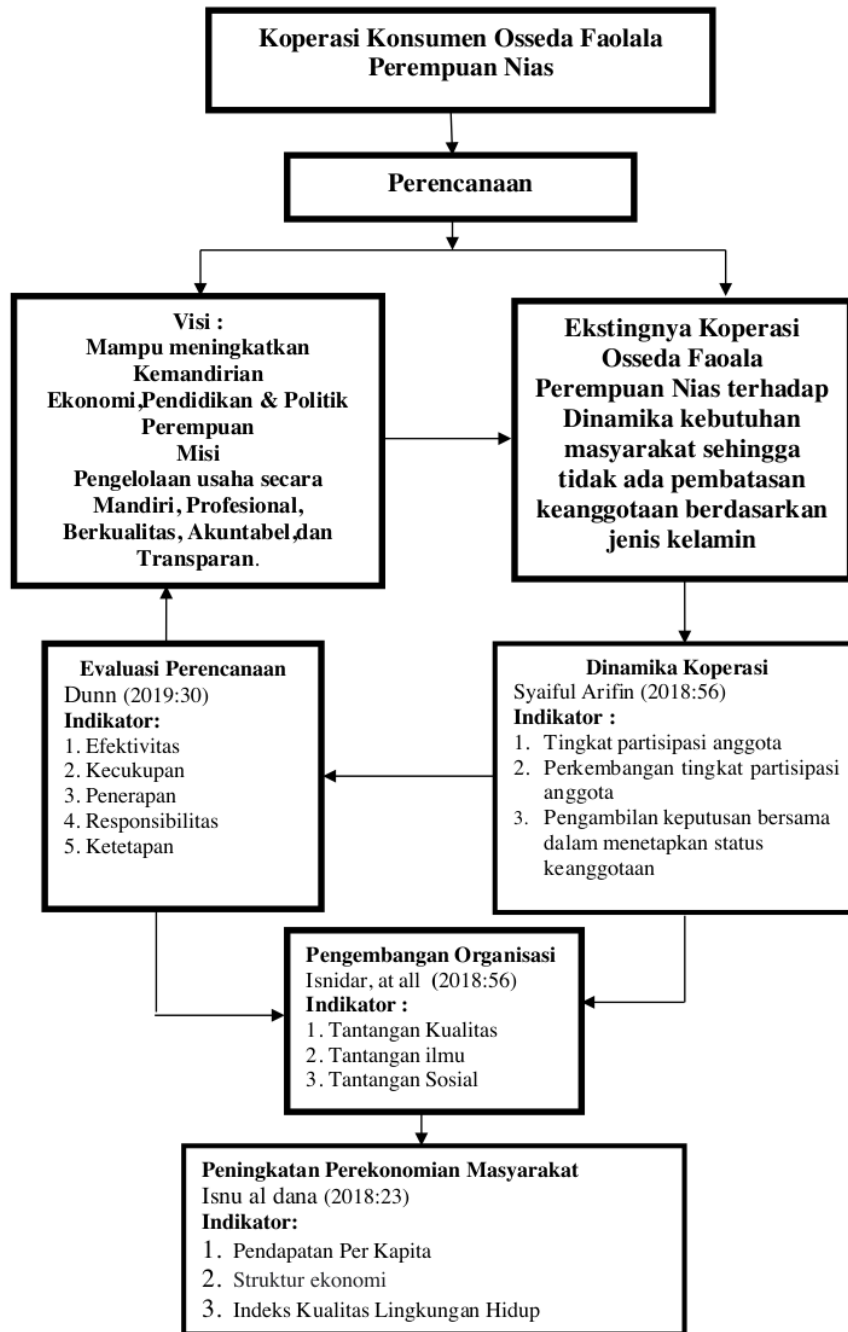 Koperasi Konsumen Osseda Faolala
Perempuan Nias
Perencanaan
Visi :
Mampu meningkatkan
Kemandirian
Ekonomi,Pendidikan & Politik
Perempuan
Misi
Pengelolaan usaha secara
Mandiri, Profesional,
Berkualitas, Akuntabel,dan
Transparan.
Ekstingnya Koperasi
Osseda Faoala
Perempuan Nias terhadap
Dinamika kebutuhan
masyarakat sehingga
tidak ada pembatasan
keanggotaan berdasarkan
jenis kelamin
Evaluasi Perencanaan
Dunn (2019:30)
Indikator:
1. Efektivitas
2. Kecukupan
3. Penerapan
4. Responsibilitas
5. Ketetapan
Dinamika Koperasi
Syaiful Arifin (2018:56)
Indikator :
1. Tingkat partisipasi anggota
2. Perkembangan tingkat partisipasi
anggota
3. Pengambilan keputusan bersama
dalam menetapkan status
keanggotaan
Pengembangan Organisasi
Isnidar, at all (2018:56)
Indikator :
1. Tantangan Kualitas
2. Tantangan ilmu
3. Tantangan Sosial
Peningkatan Perekonomian Masyarakat
Isnu al dana (2018:23)
Indikator:
1. Pendapatan Per Kapita
2. Struktur ekonomi
3. Indeks Kualitas Lingkungan Hidup